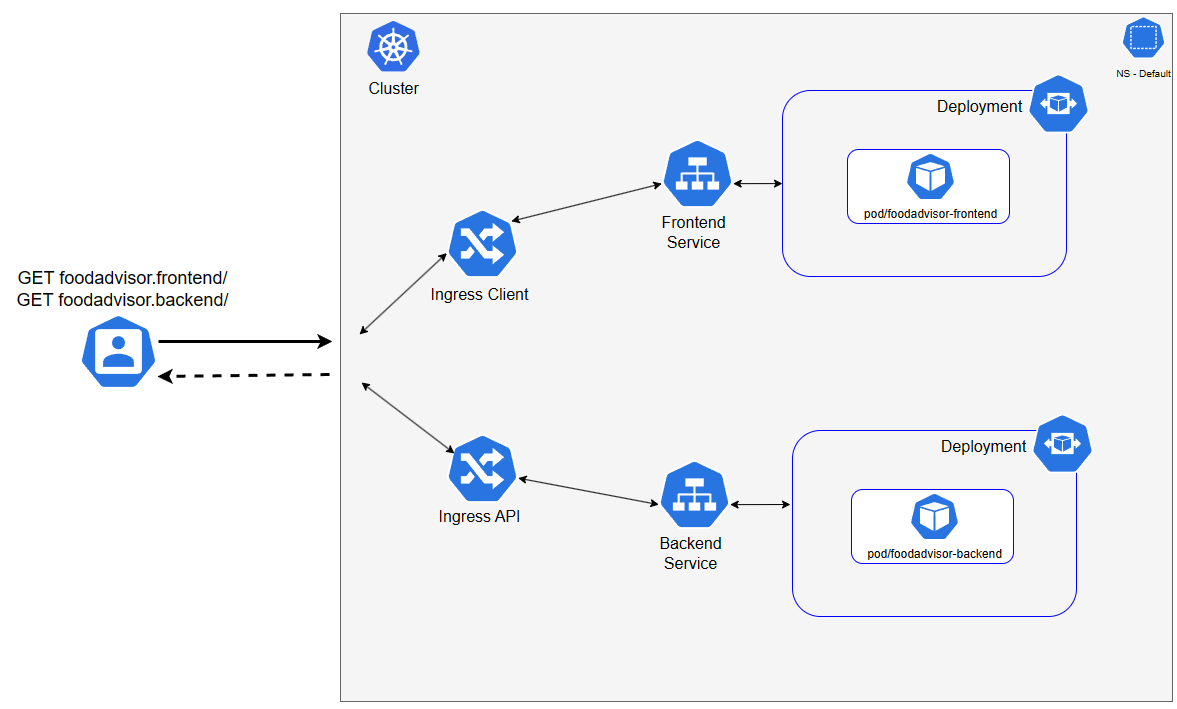 Cluster
NS - Default
Deployment
pod/foodadvisor-frontend
Frontend
Service
Ingress Client
GET foodadvisor.frontend/
GET foodadvisor.backend/
Deployment
pod/foodadvisor-backend
Ingress API
Backend
Service